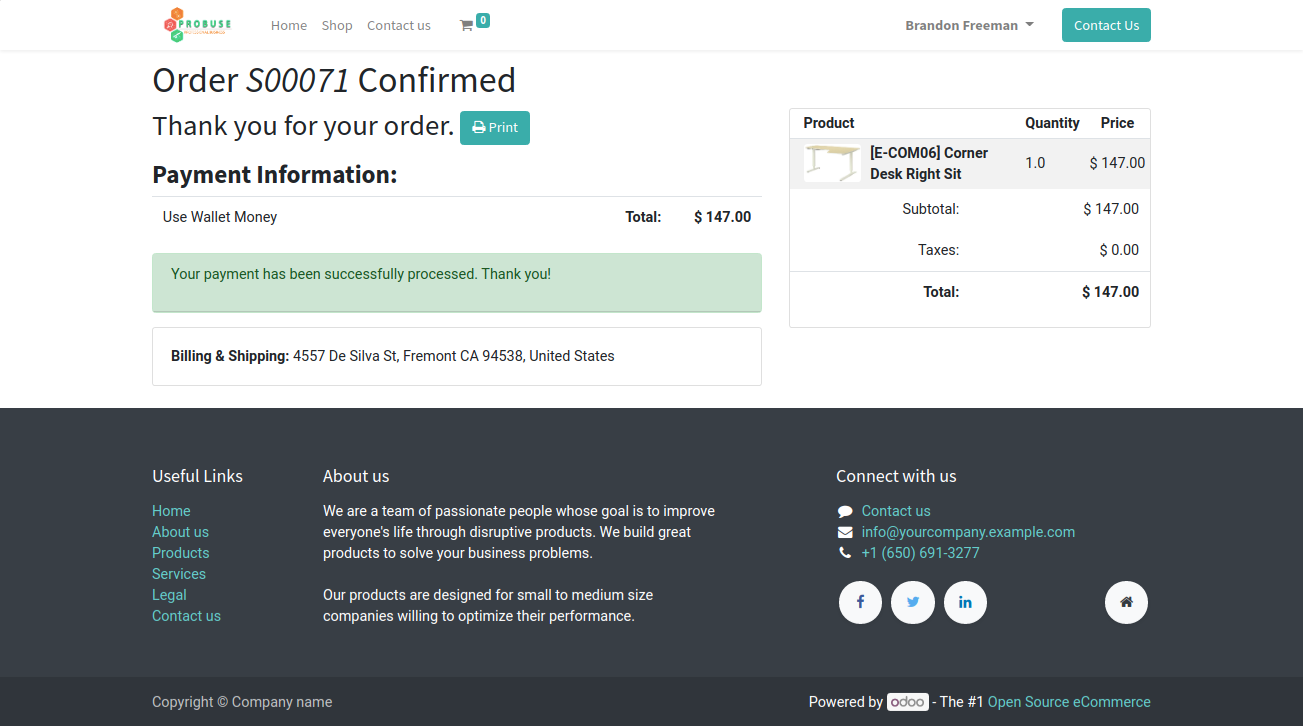 PROBUSE
Home Shop Contact us 0 Brandon Freeman Contact Us
Order S00071 Confirmed
Thank you for your order. Print
Payment Information:
Use Wallet Money Total: $ 147.00
Your payment has been successfully processed. Thank you!
Billing & Shipping: 4557 De Silva St, Fremont CA 94538, United States
Product Quantity Price
[E-COM06] Corner
Desk Right Sit 1.0 $ 147.00
Subtotal: $ 147.00
Taxes: $ 0.00
Total: $ 147.00
Useful Links
Home
About us
Products
Services
Legal
Contact us
About us
We are a team of passionate people whose goal is to improve
everyone's life through disruptive products. We build great
products to solve your business problems.
Our products are designed for small to medium size
companies willing to optimize their performance.
Connect with us
Contact us
info@yourcompany.example.com
+1 (650) 691-3277
Copyright © Company name
Powered by odoo - The #1 Open Source eCommerce